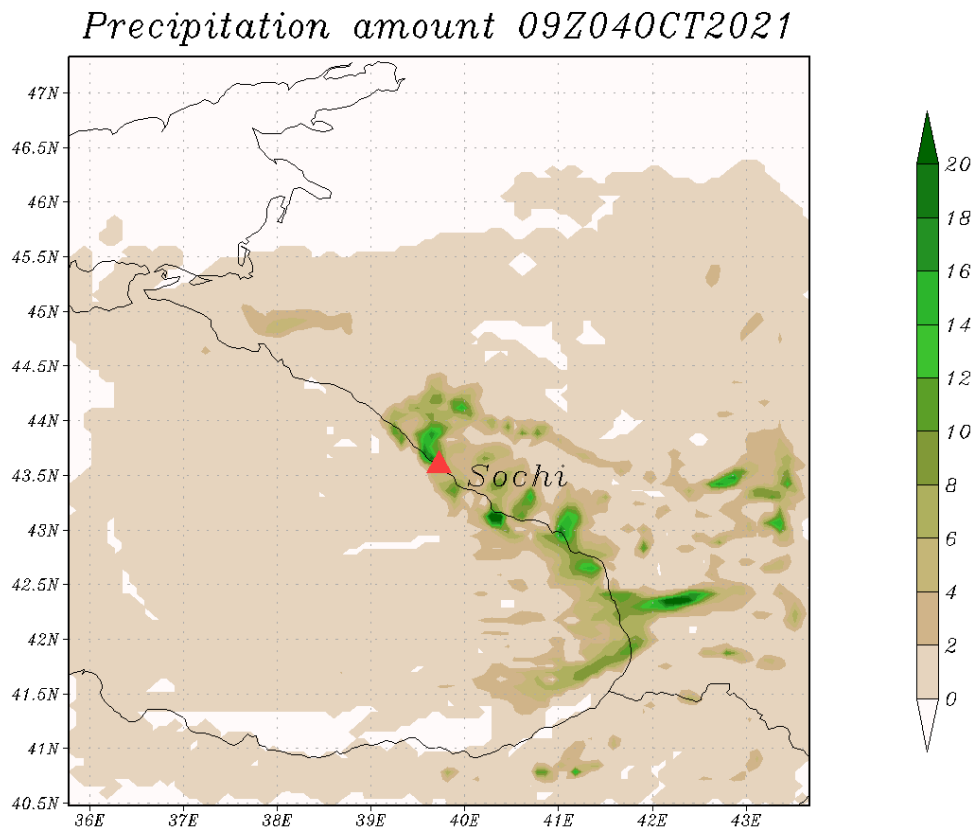 Precipitation amount 09Z04OCT2021
47N
46.5N
46N
45.5N
45N
44.5N
44N
43.5N
43N
42.5N
42N
41.5N
41N
40.5N
Sochi
36E 37E 38E 39E 40E 41E 42E 43E
20
18
16
14
12
10
8
6
4
2
0